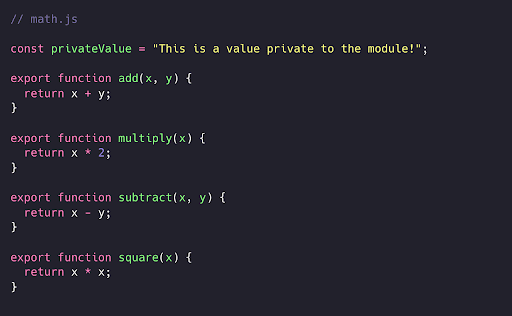 // math.js
const privateValue = "This is a value private to the module!";
export function add(x, y) {
return x + y;
}
export function multiply(x) {
return x * 2;
}
export function subtract(x, y) {
return x - y;
}
export function square(x) {
return x * x;
}